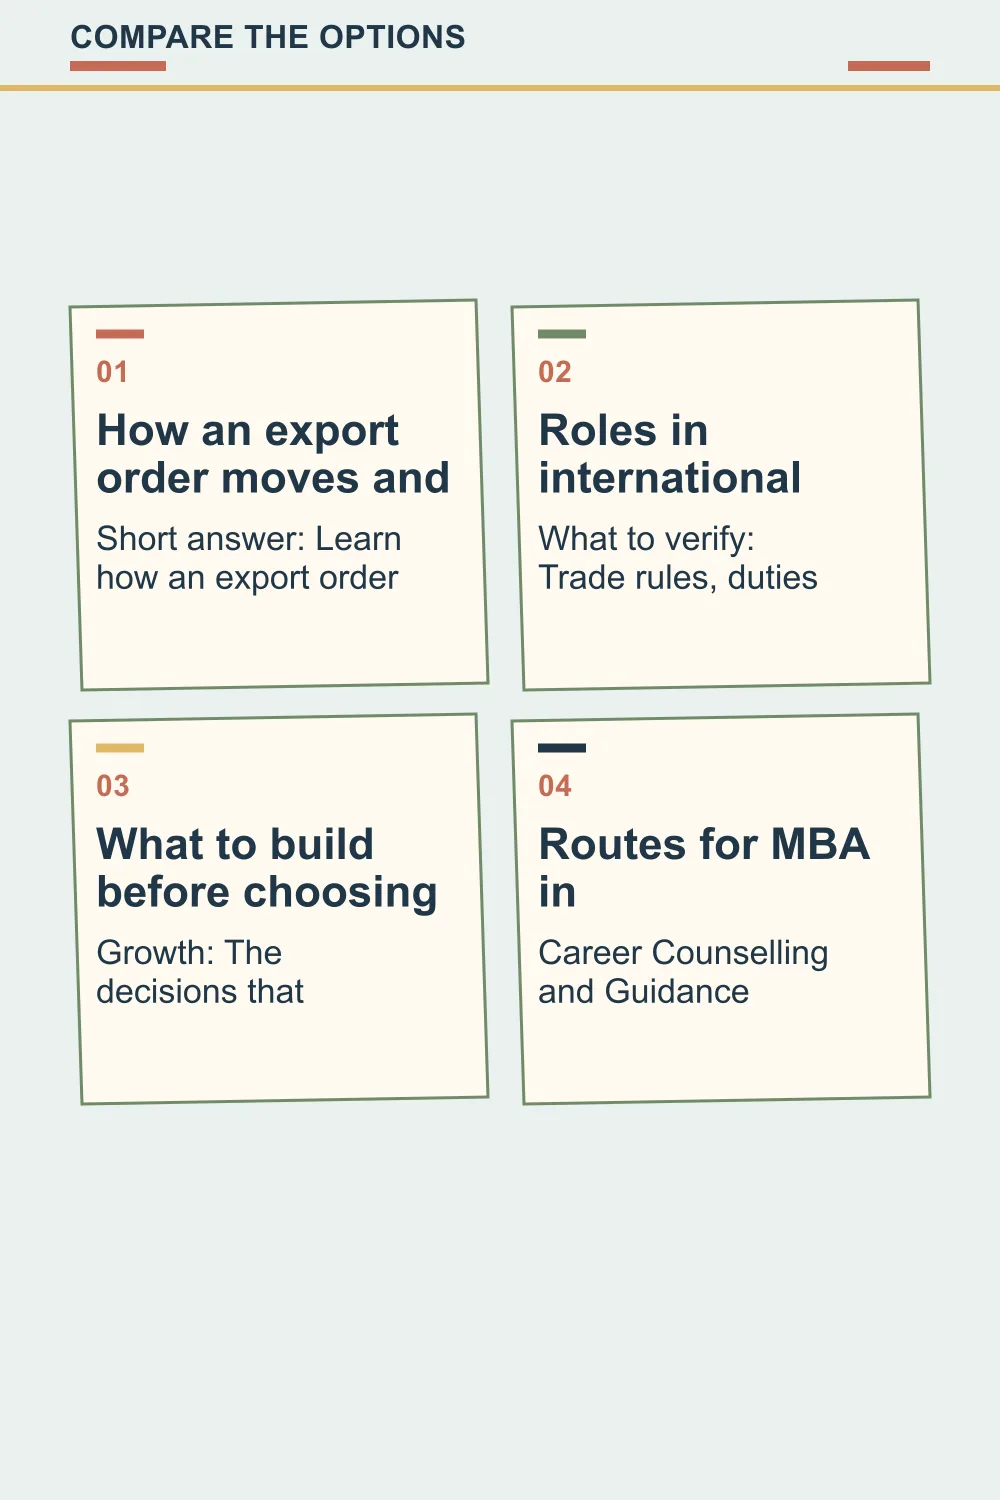 COMPARE THE OPTIONS
01
How an export
order moves and
Short answer: Learn
how an export order
02
Roles in
international
What to verify:
Trade rules, duties
03
What to build
before choosing
Growth: The
decisions that
04
Routes for MBA
in
Career Counselling
and Guidance